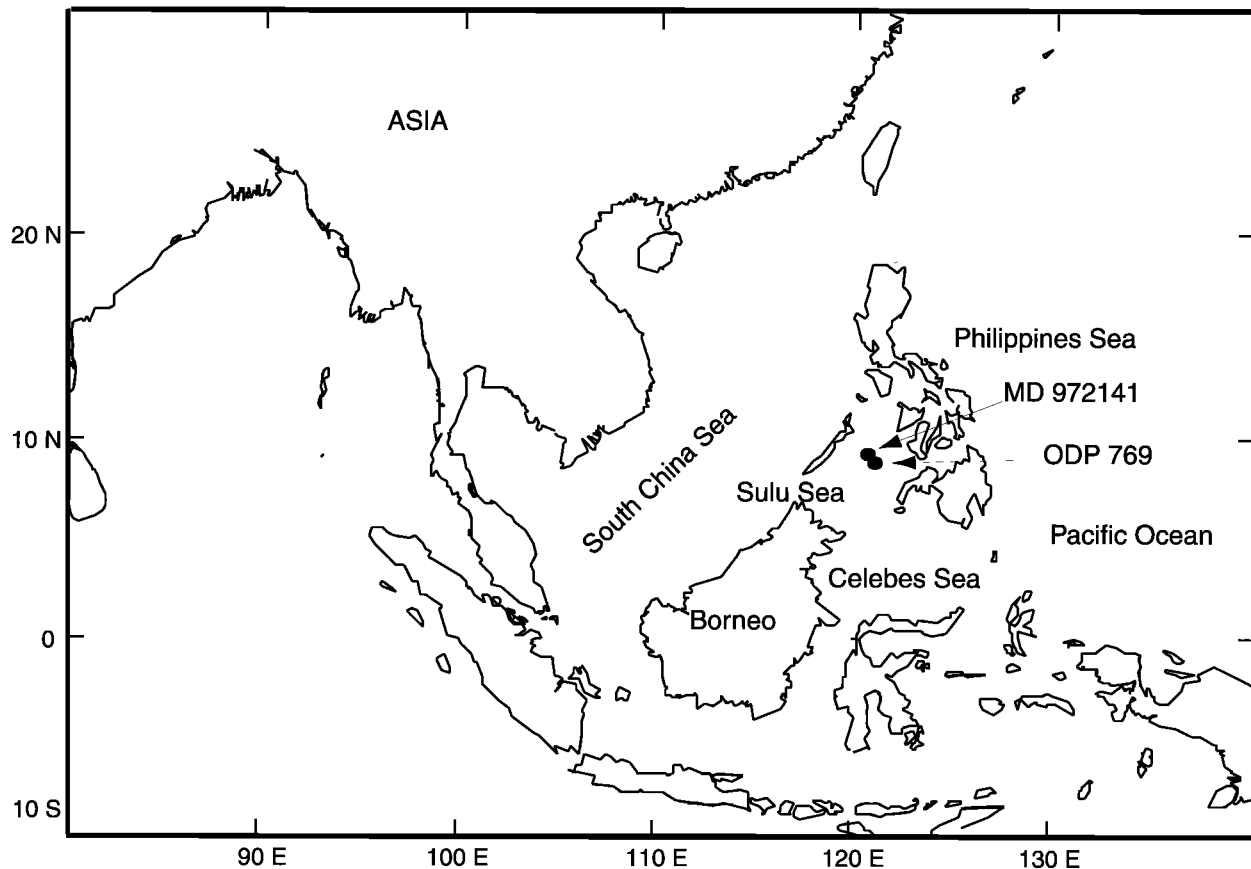 ASIA
20 N
Philippines Sea
MD 972141
10 N
South China Sea
ODP 769
Sulu Sea
Pacific Ocean
Celebes Sea
Borneo
0
10 S
90 E
100 E
110 E
120 E
130 E